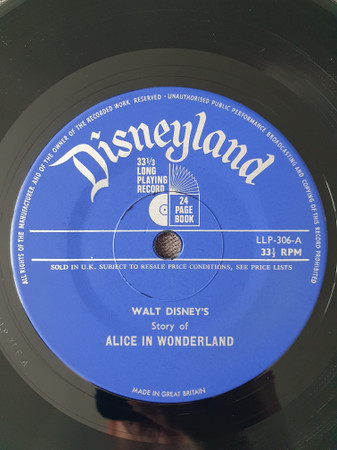 ALL RIGHTS OF THE MANUFACTURER AND OF THE OWNER OF THE RECORDED WORK RESERVED - UNAUTHORISED PUBLIC PERFORMANCE BROADCASTING AND COPYING OF THIS RECORD PROHIBITED
Disneyland
33⅓
LONG
PLAYING
RECORD
24
PAGE
BOOK
LLP-306-A
33⅓ RPM
SOLD IN U.K. SUBJECT TO RESALE PRICE CONDITIONS, SEE PRICE LISTS
WALT DISNEY'S
Story of
ALICE IN WONDERLAND
MADE IN GREAT BRITAIN